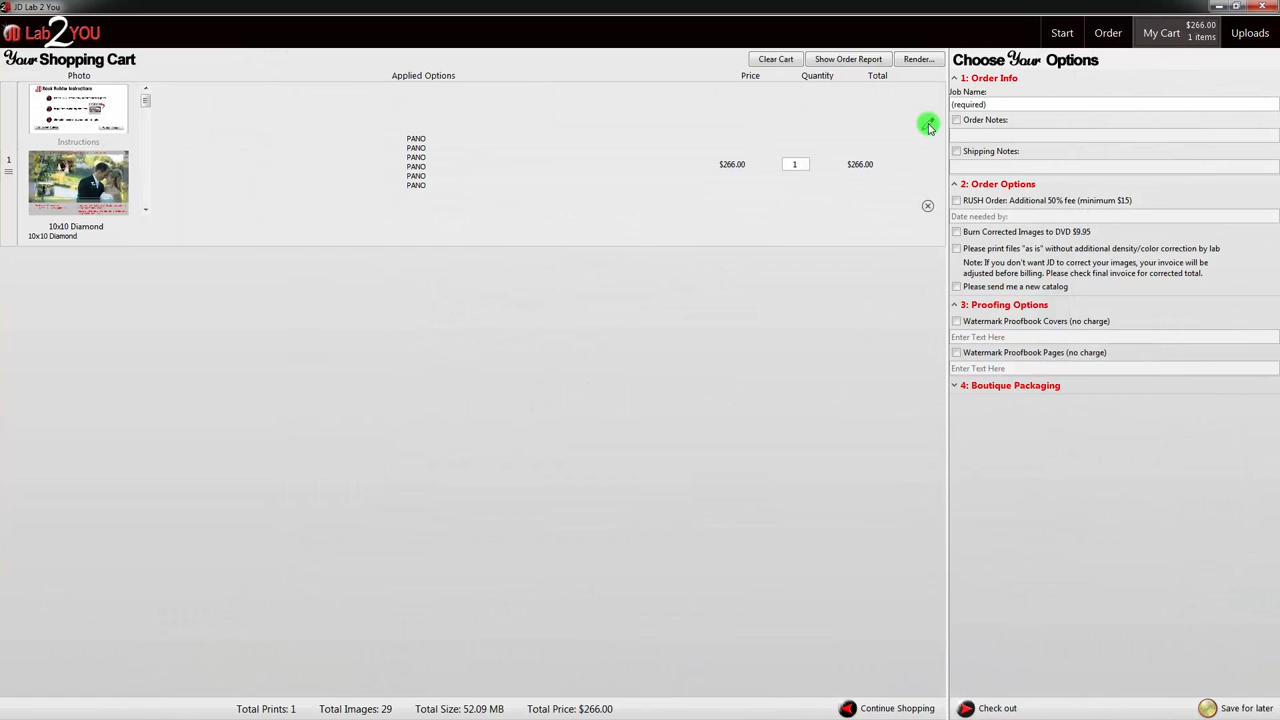 JD Lab 2 You
JD Lab2YOU
Start
Order
My Cart
$266.00
1 items
Uploads
Your Shopping Cart
Clear Cart
Show Order Report
Render...
Photo
Applied Options
Price
Quantity
Total
Book Builder Instructions
Instructions
1
PANO
PANO
PANO
PANO
PANO
PANO
$266.00
1
$266.00
10x10 Diamond
10x10 Diamond
Choose Your Options
1: Order Info
Job Name:
(required)
Order Notes:
Shipping Notes:
2: Order Options
RUSH Order: Additional 50% fee (minimum $15)
Date needed by:
Burn Corrected Images to DVD $9.95
Please print files "as is" without additional density/color correction by lab
Note: If you don't want JD to correct your images, your invoice will be
adjusted before billing. Please check final invoice for corrected total.
Please send me a new catalog
3: Proofing Options
Watermark Proofbook Covers (no charge)
Enter Text Here
Watermark Proofbook Pages (no charge)
Enter Text Here
4: Boutique Packaging
Total Prints: 1
Total Images: 29
Total Size: 52.09 MB
Total Price: $266.00
Continue Shopping
Check out
Save for later